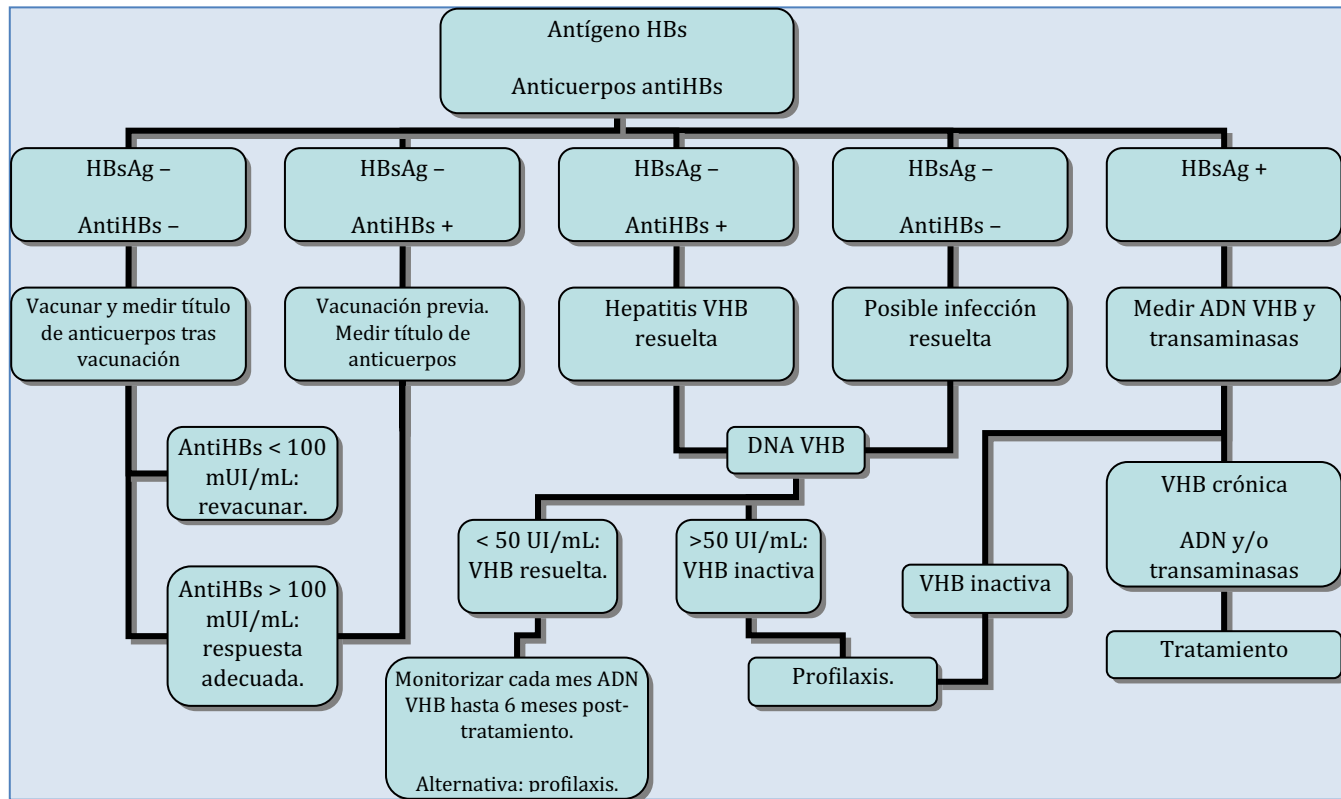 Antígeno HBs
Anticuerpos antiHBs
HBsAg –
AntiHBs –
HBsAg –
AntiHBs +
HBsAg –
AntiHBs +
HBsAg –
AntiHBs –
HBsAg +
Vacunar y medir título
de anticuerpos tras
vacunación
Vacunación previa.
Medir título de
anticuerpos
Hepatitis VHB
resuelta
Posible infección
resuelta
Medir ADN VHB y
transaminasas
AntiHBs < 100
mUI/mL:
revacunar.
DNA VHB
VHB crónica
ADN y/o
transaminasas
< 50 UI/mL:
VHB resuelta.
>50 UI/mL:
VHB inactiva
VHB inactiva
AntiHBs > 100
mUI/mL:
respuesta
adecuada.
Monitorizar cada mes ADN
VHB hasta 6 meses post-
tratamiento.
Alternativa: profilaxis.
Profilaxis.
Tratamiento